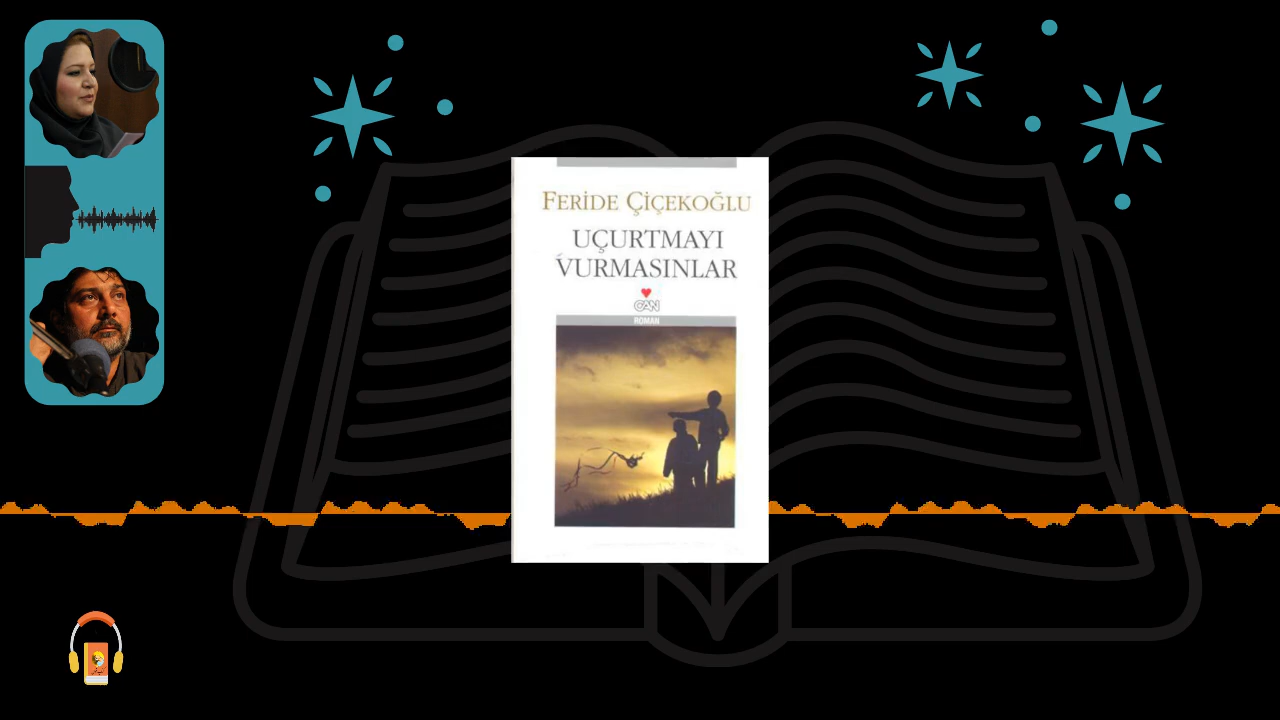 FERİDE ÇİÇEKOĞLU
UÇURTMAYI
VURMASINLAR
CAN
ROMAN